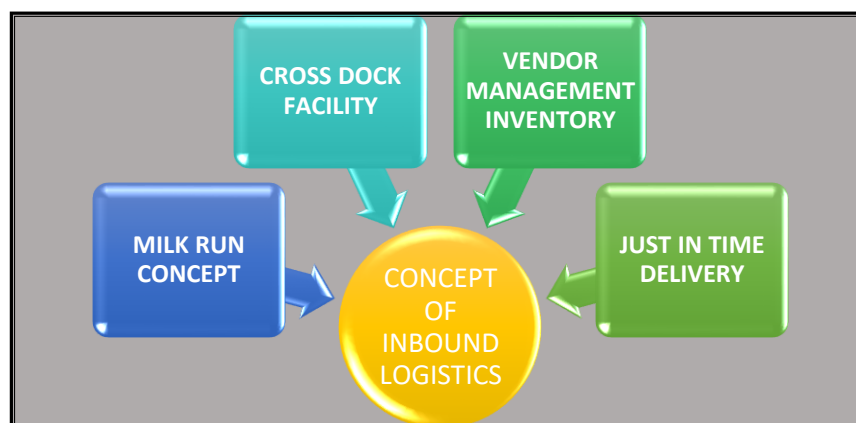 CROSS DOCK
FACILITY
VENDOR
MANAGEMENT
INVENTORY
MILK RUN
CONCEPT
JUST IN TIME
DELIVERY
CONCEPT
OF
INBOUND
LOGISTICS